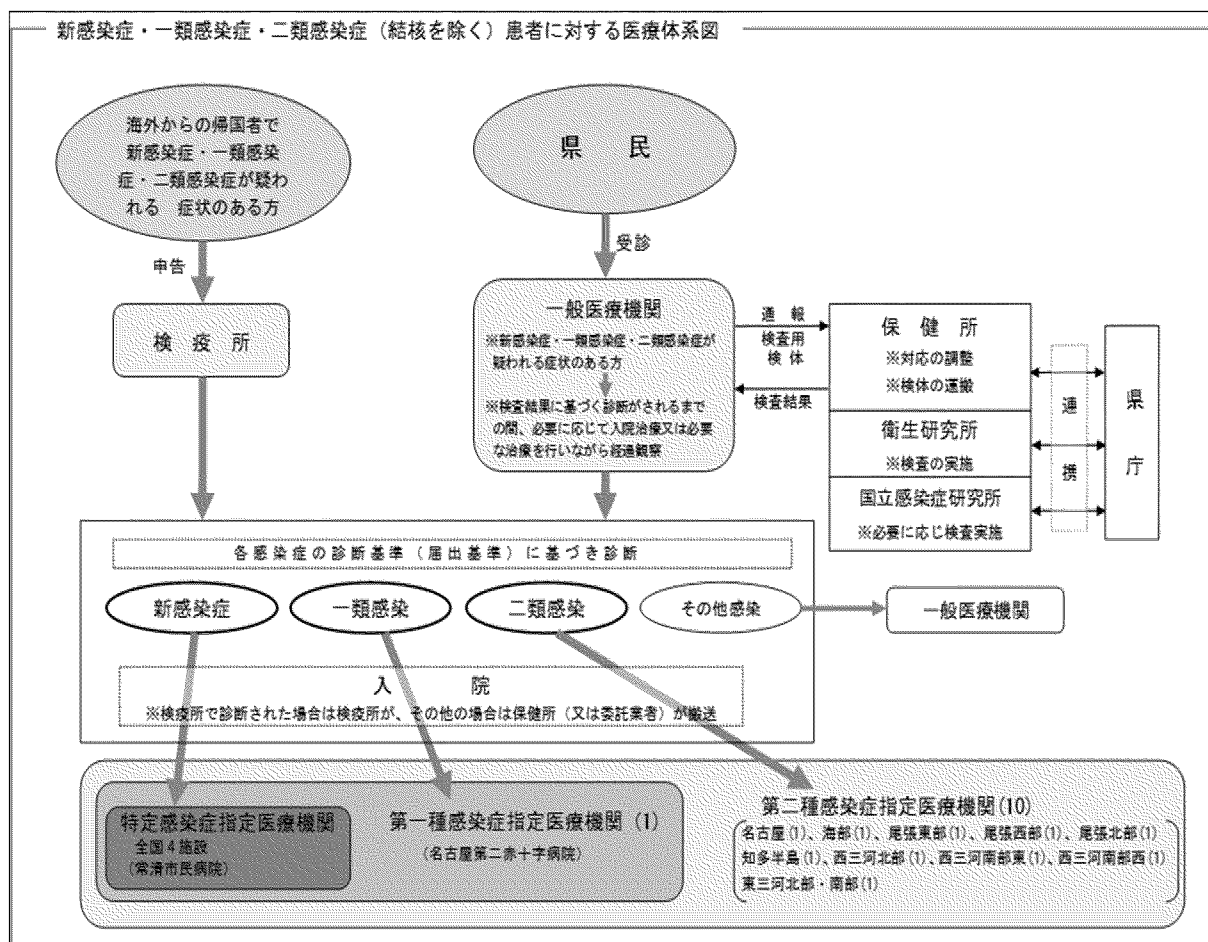 新感染症・一類感染症・二類感染症（結核を除く）患者に対する医療体系図
海外からの帰国者で
新感染症・一類感染
症・二類感染症が疑わ
れる 症状のある方
申告
検 疫 所
県 民
受診
一般医療機関
※新感染症・一類感染症・二類感染症が
疑われる症状のある方
※検査結果に基づく診断がされるまで
の間、必要に応じて入院治療又は必要
な治療を行いながら経過観察
通 報
検査用
検 体
検査結果
保 健 所
※対応の調整
※検体の運搬
衛生研究所
※検査の実施
国立感染症研究所
※必要に応じ検査実施
連
携
県
庁
各感染症の診断基準（届出基準）に基づき診断
新感染症
一類感染
二類感染
その他感染
一般医療機関
入 院
※検疫所で診断された場合は検疫所が、その他の場合は保健所（又は委託業者）が搬送
特定感染症指定医療機関
全国４施設
（常滑市民病院）
第一種感染症指定医療機関（1）
（名古屋第二赤十字病院）
第二種感染症指定医療機関(10)
名古屋(1)、海部(1)、尾張東部(1)、尾張西部(1)、尾張北部(1)
知多半島(1)、西三河北部(1)、西三河南部東(1)、西三河南部西(1)
東三河北部・南部(1)